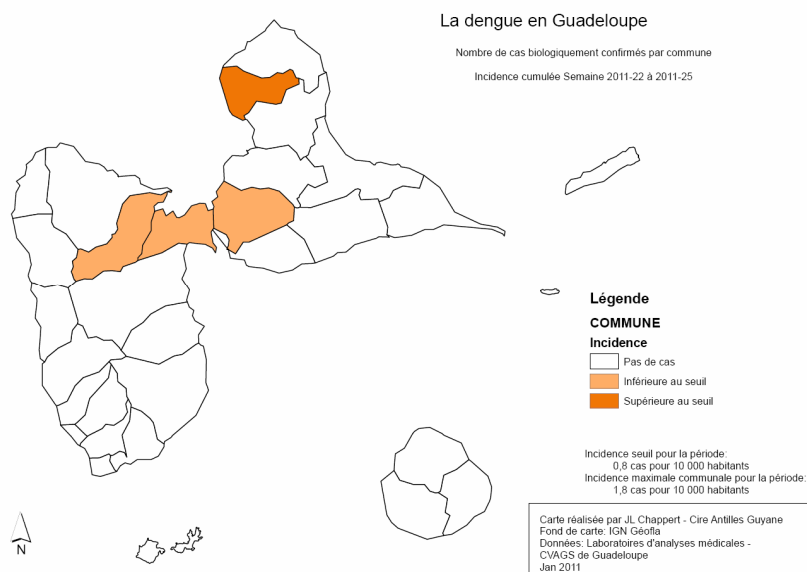 La dengue en Guadeloupe
Nombre de cas biologiquement confirmés par commune
Incidence cumulée Semaine 2011-22 à 2011-25
Légende
COMMUNE
Incidence
Pas de cas
Inférieure au seuil
Supérieure au seuil
Incidence seuil pour la période:
0,8 cas pour 10 000 habitants
Incidence maximale communale pour la période:
1,8 cas pour 10 000 habitants
Carte réalisée par JL Chappert - Cire Antilles Guyane
Fond de carte: IGN Géofla
Données: Laboratoires d'analyses médicales -
CVAGS de Guadeloupe
Jan 2011
N